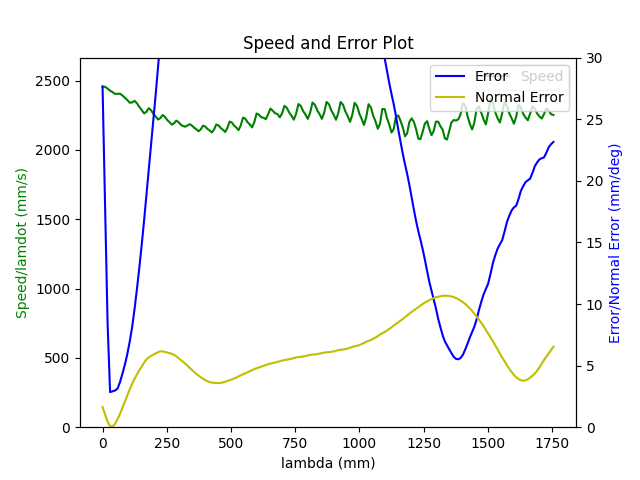 Speed and Error Plot
Speed/lamdot (mm/s)
2500
2000
1500
1000
500
0
Error
Speed
Normal Error
30
25
20
15
10
5
0
Error/Normal Error (mm/deg)
0 250 500 750 1000 1250 1500 1750
lambda (mm)